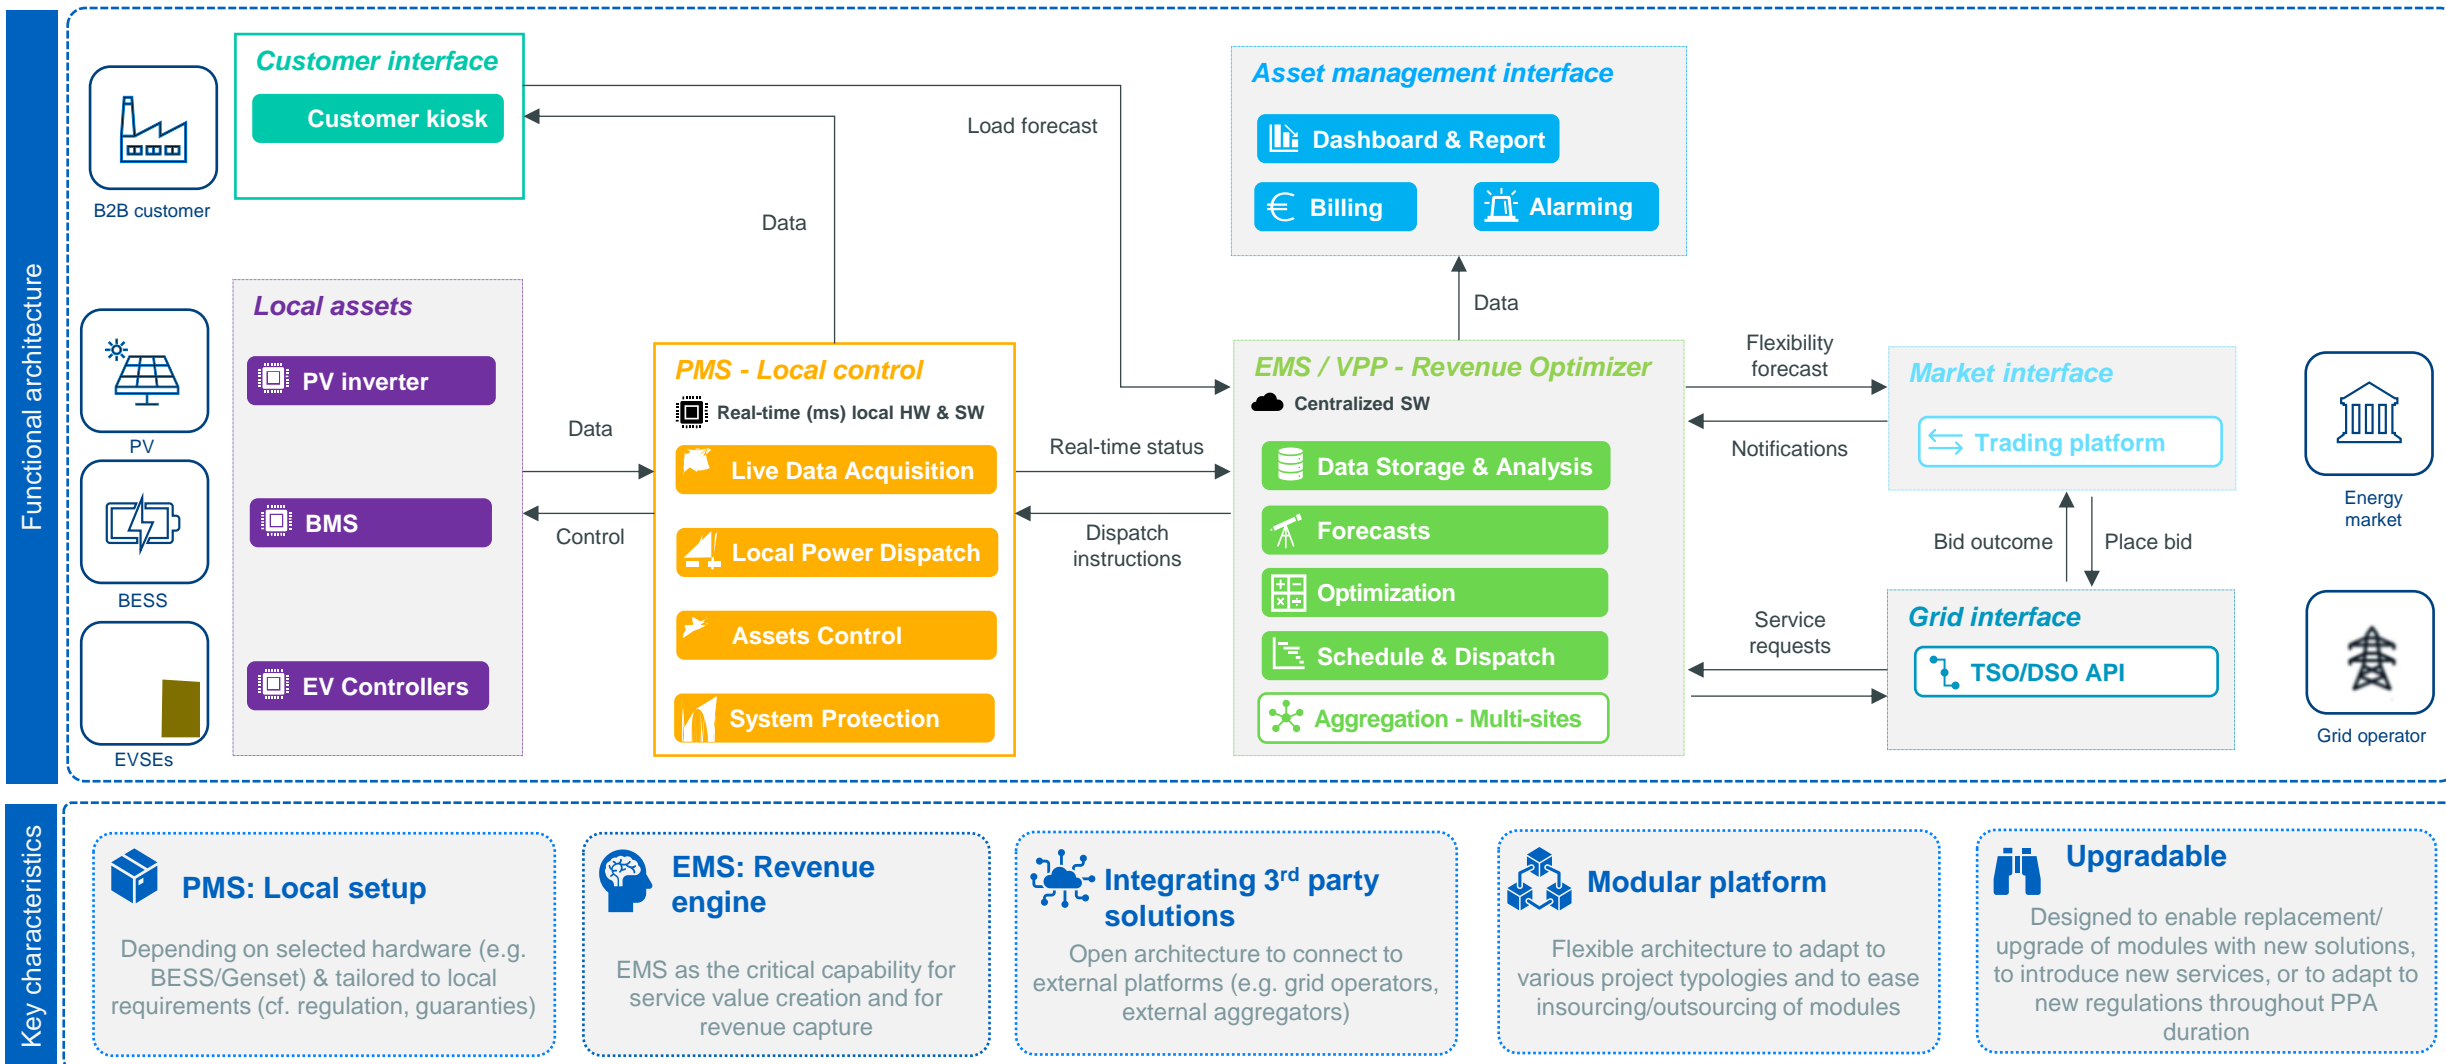 Functional architecture
Customer interface
Customer kiosk
B2B customer
Load forecast
Data
Asset management interface
Dashboard & Report
Billing
Alarming
Data
Local assets
PV inverter
BMS
EV Controllers
PV
BESS
EVSEs
Data
Control
PMS - Local control
Real-time (ms) local HW & SW
Live Data Acquisition
Local Power Dispatch
Assets Control
System Protection
Real-time status
Dispatch
instructions
EMS / VPP - Revenue Optimizer
Centralized SW
Data Storage & Analysis
Forecasts
Optimization
Schedule & Dispatch
Aggregation - Multi-sites
Flexibility
forecast
Notifications
Market interface
Trading platform
Energy
market
Bid outcome
Place bid
Service
requests
Grid interface
TSO/DSO API
Grid operator
Key characteristics
PMS: Local setup
Depending on selected hardware (e.g.
BESS/Genset) & tailored to local
requirements (cf. regulation, guaranties)
EMS: Revenue
engine
EMS as the critical capability for
service value creation and for
revenue capture
Integrating 3rd party
solutions
Open architecture to connect to
external platforms (e.g. grid operators,
external aggregators)
Modular platform
Flexible architecture to adapt to
various project typologies and to ease
insourcing/outsourcing of modules
Upgradable
Designed to enable replacement/
upgrade of modules with new solutions,
to introduce new services, or to adapt to
new regulations throughout PPA
duration